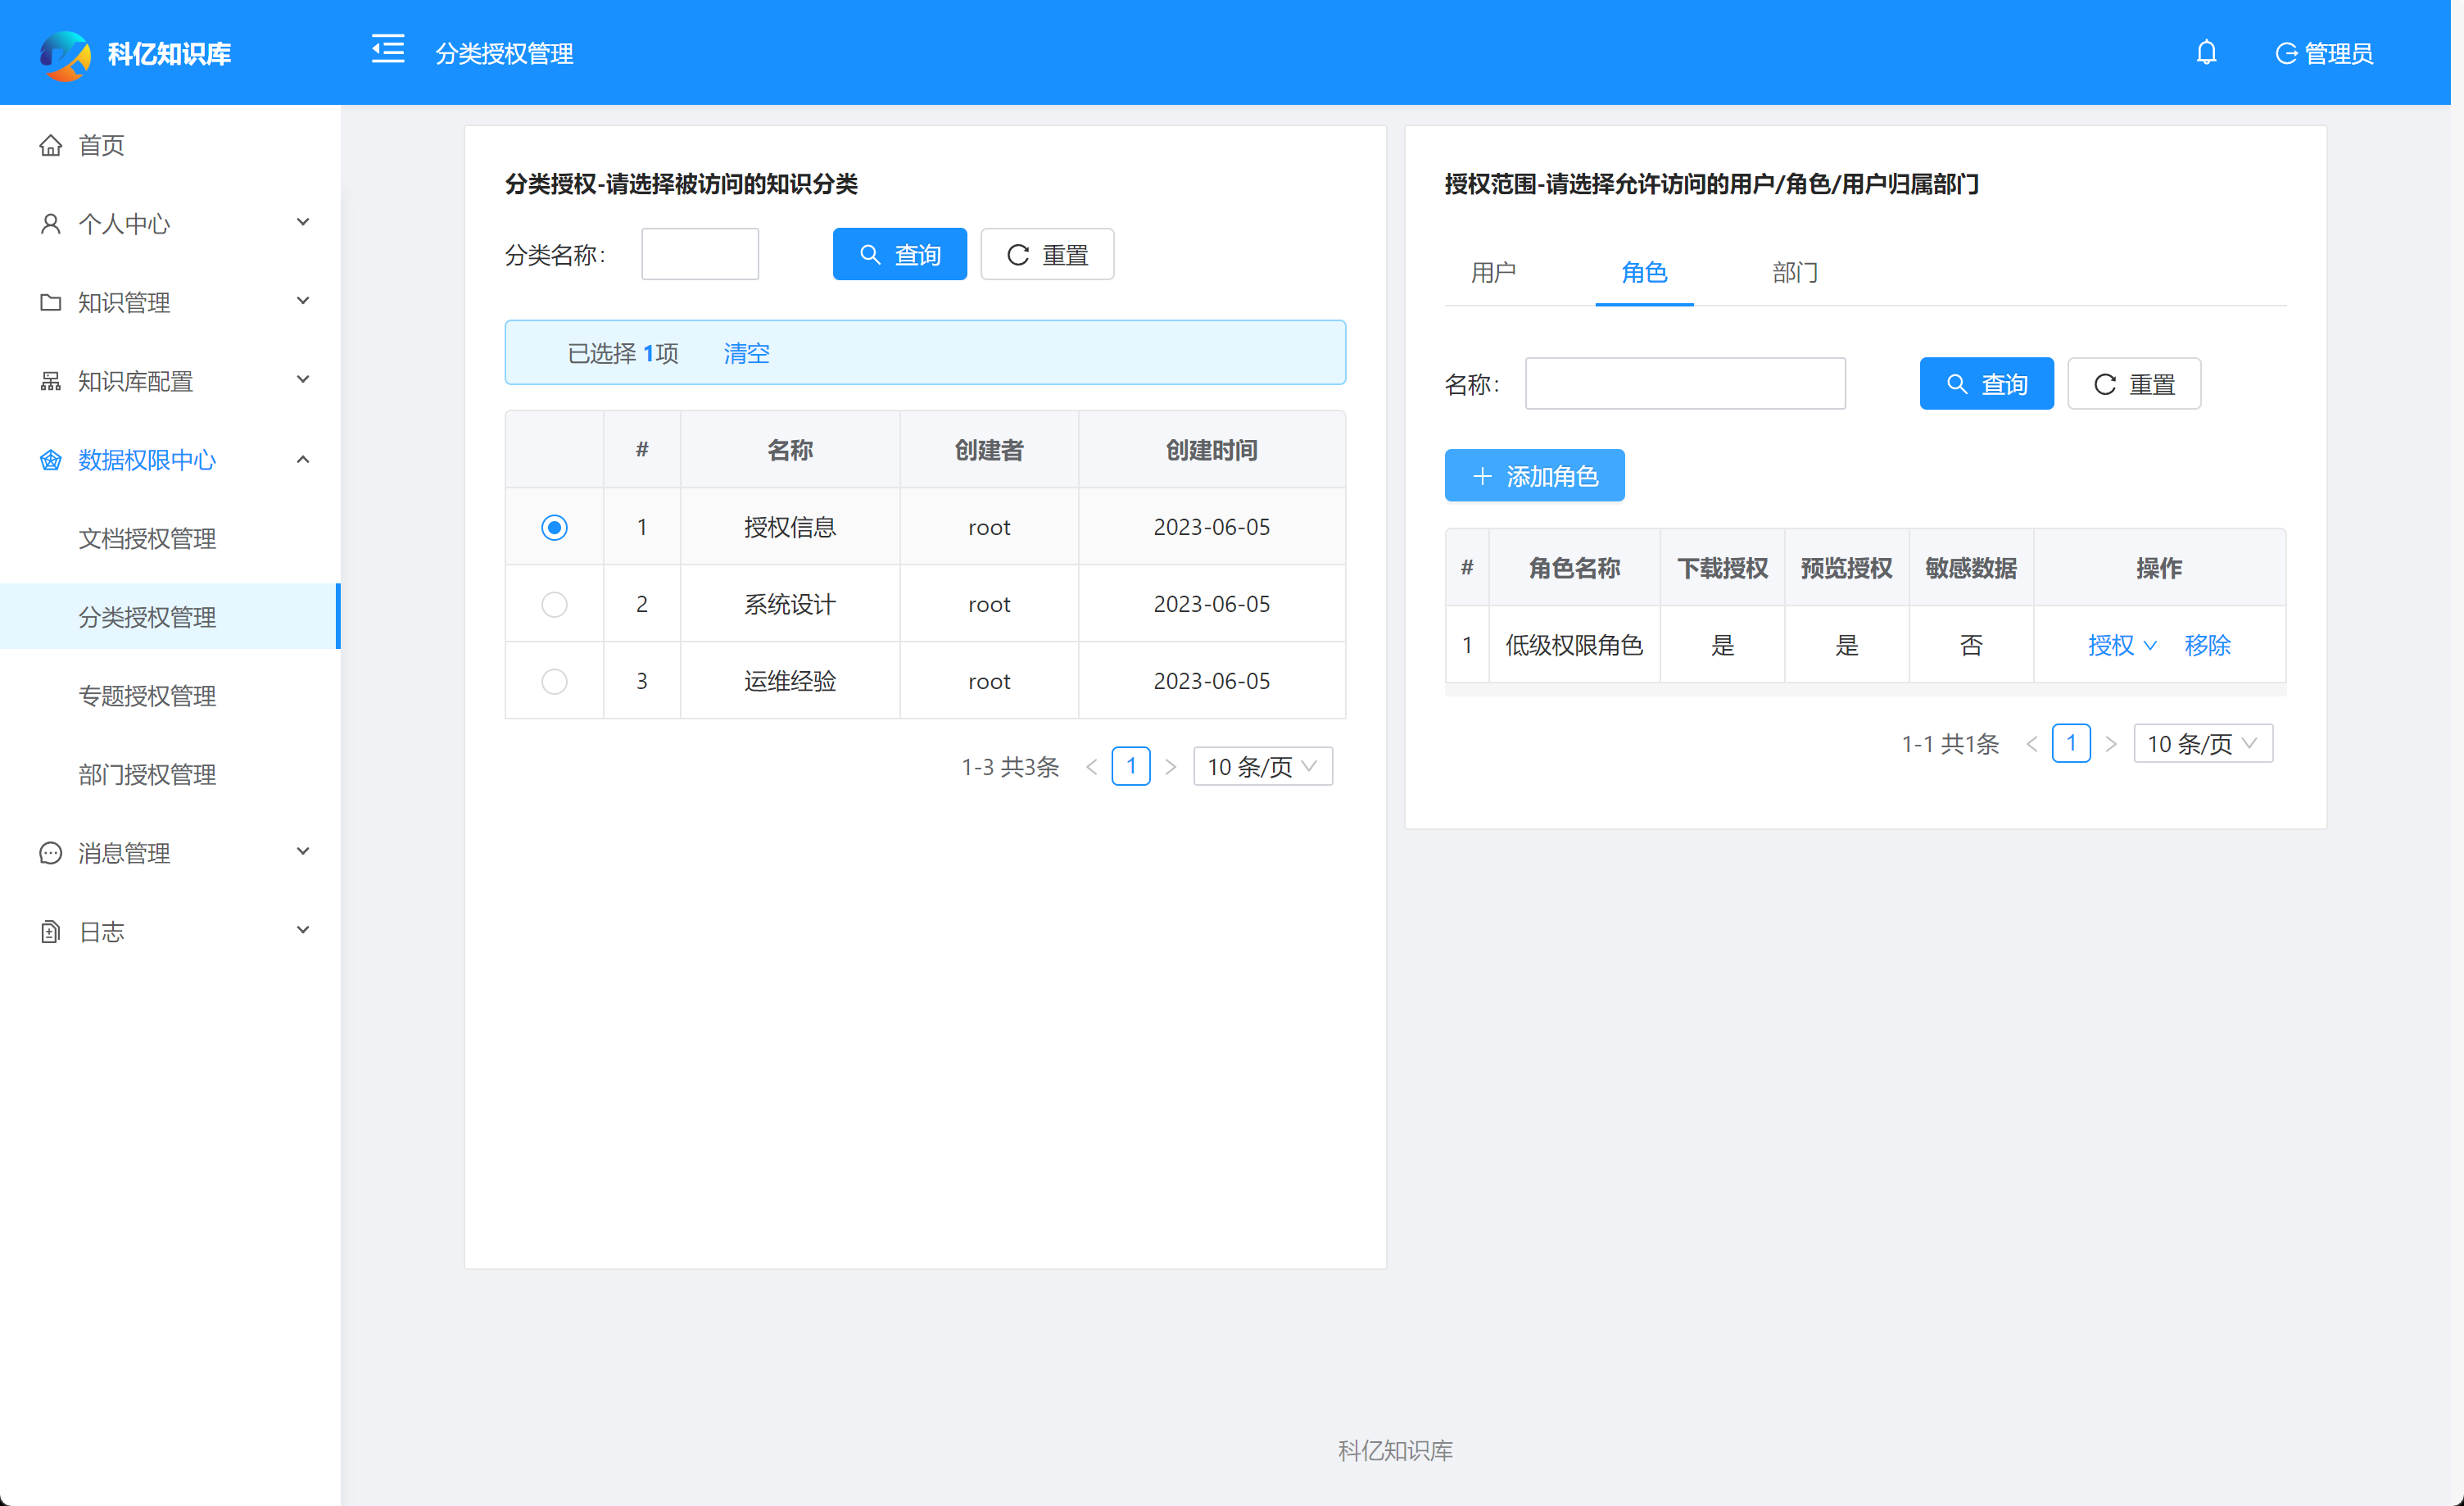 科亿知识库
分类授权管理
管理员
首页
个人中心
知识管理
知识库配置
数据权限中心
文档授权管理
分类授权管理
专题授权管理
部门授权管理
消息管理
日志
分类授权-请选择被访问的知识分类
分类名称: 查询 重置
已选择 1项 清空
# 名称 创建者 创建时间
1 授权信息 root 2023-06-05
2 系统设计 root 2023-06-05
3 运维经验 root 2023-06-05
1-3 共3条 < 1 > 10 条/页
授权范围-请选择允许访问的用户/角色/用户归属部门
用户 角色 部门
名称: 查询 重置
+ 添加角色
# 角色名称 下载授权 预览授权 敏感数据 操作
1 低级权限角色 是 是 否 授权 移除
1-1 共1条 < 1 > 10 条/页
科亿知识库